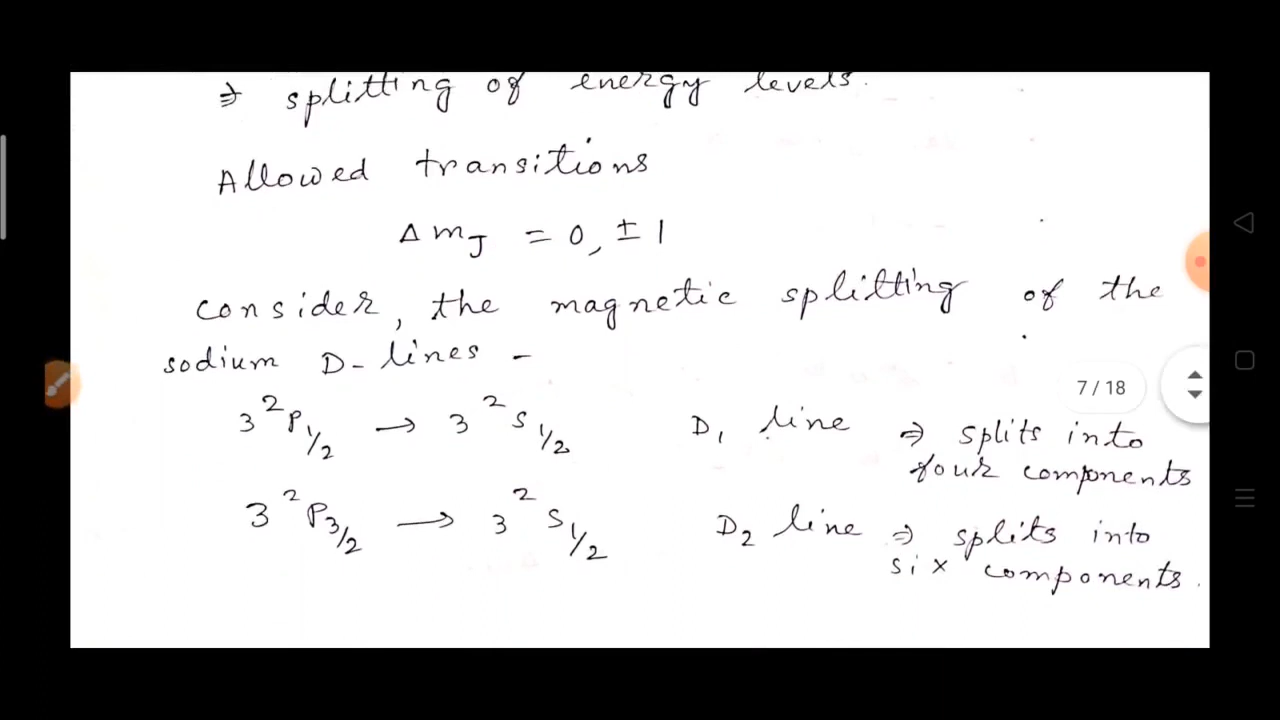 ⇒ splitting of energy levels.
Allowed transitions
Δ m_J = 0, ± 1
Consider, the magnetic splitting of the
sodium D-lines -
3 ²P_1/2 → 3 ²S_1/2 D₁ line ⇒ splits into
four components
3 ²P_3/2 → 3 ²S_1/2 D₂ line ⇒ splits into
six components.
7 / 18